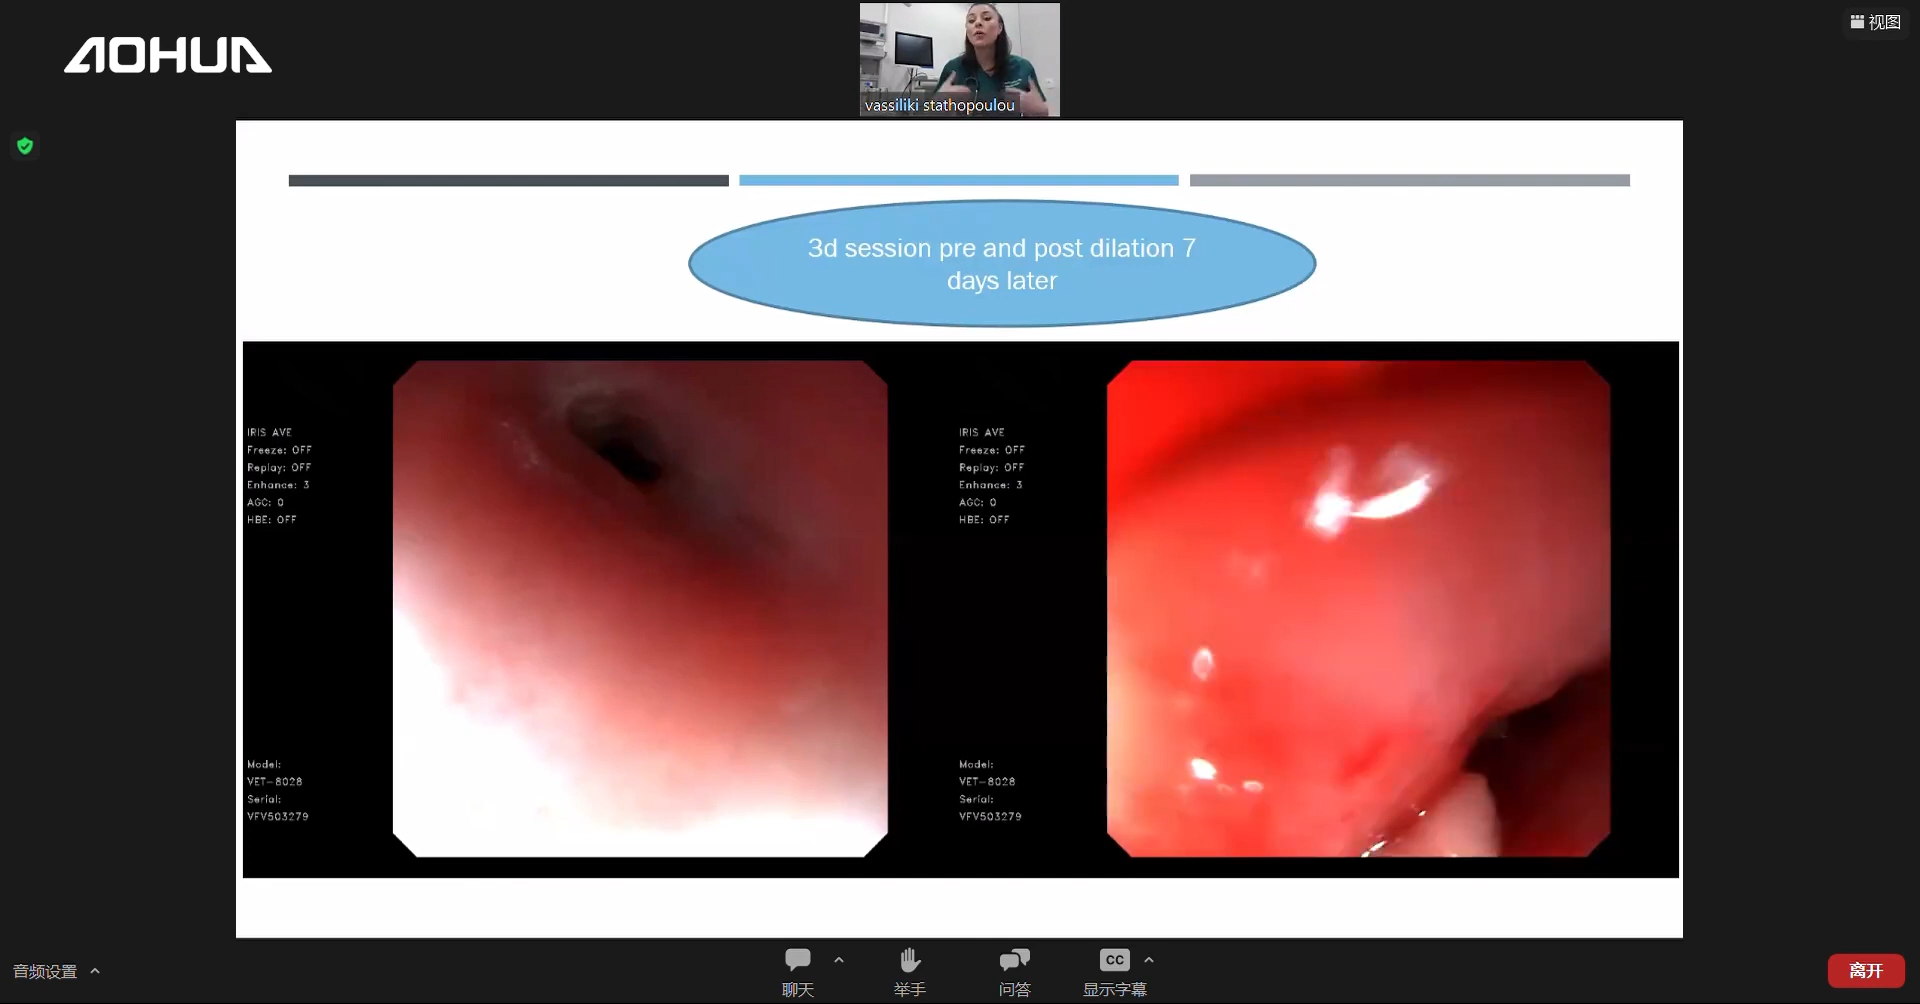 AOHUA
视图
vassiliki stathopoulou
3d session pre and post dilation 7
days later
IRIS AVE
Freeze: OFF
Replay: OFF
Enhance: 3
AGC: 0
HBE: OFF
Model:
VET-8028
Serial:
VFV503279
IRIS AVE
Freeze: OFF
Replay: OFF
Enhance: 3
AGC: 0
HBE: OFF
Model:
VET-8028
Serial:
VFV503279
音频设置
聊天
举手
问答
CC
显示字幕
离开